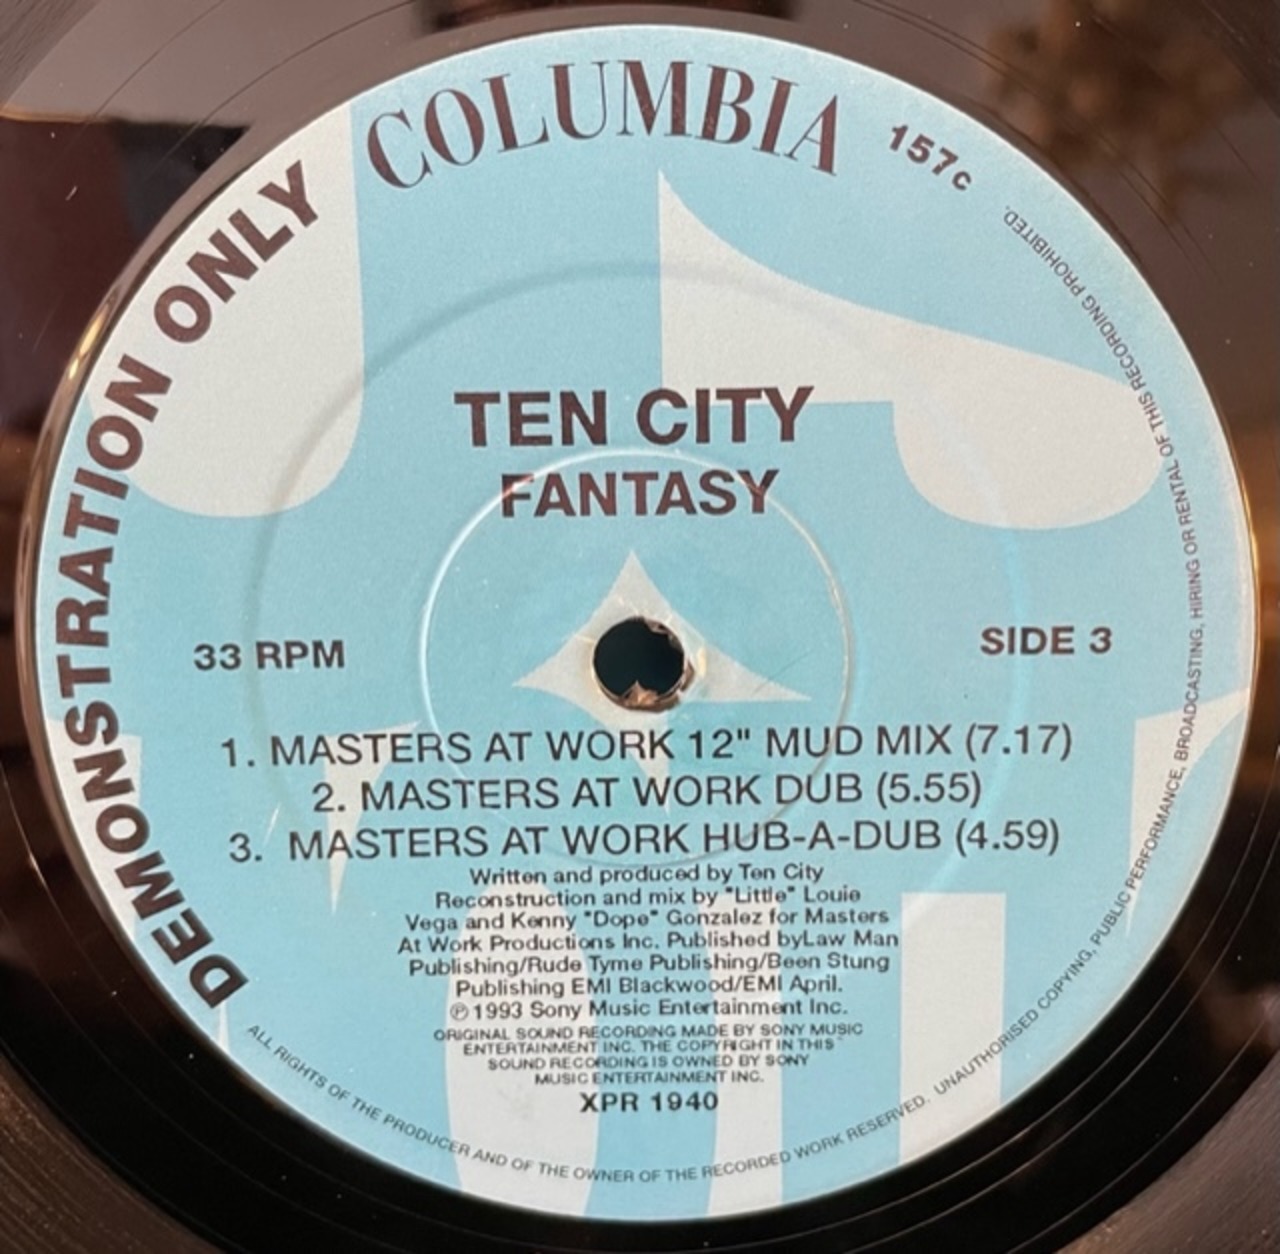 COLUMBIA
157c
DEMONSTRATION ONLY
TEN CITY
FANTASY
33 RPM
SIDE 3
1. MASTERS AT WORK 12" MUD MIX (7.17)
2. MASTERS AT WORK DUB (5.55)
3. MASTERS AT WORK HUB-A-DUB (4.59)
Written and produced by Ten City
Reconstruction and mix by "Little" Louie
Vega and Kenny "Dope" Gonzalez for Masters
At Work Productions Inc. Published byLaw Man
Publishing/Rude Tyme Publishing/Been Stung
Publishing EMI Blackwood/EMI April.
℗1993 Sony Music Entertainment Inc.
ORIGINAL SOUND RECORDING MADE BY SONY MUSIC
ENTERTAINMENT INC. THE COPYRIGHT IN THIS
SOUND RECORDING IS OWNED BY SONY
MUSIC ENTERTAINMENT INC.
XPR 1940
ALL RIGHTS OF THE PRODUCER AND OF THE OWNER OF THE RECORDED WORK RESERVED. UNAUTHORISED COPYING, PUBLIC PERFORMANCE, BROADCASTING, HIRING OR RENTAL OF THIS RECORDING PROHIBITED.